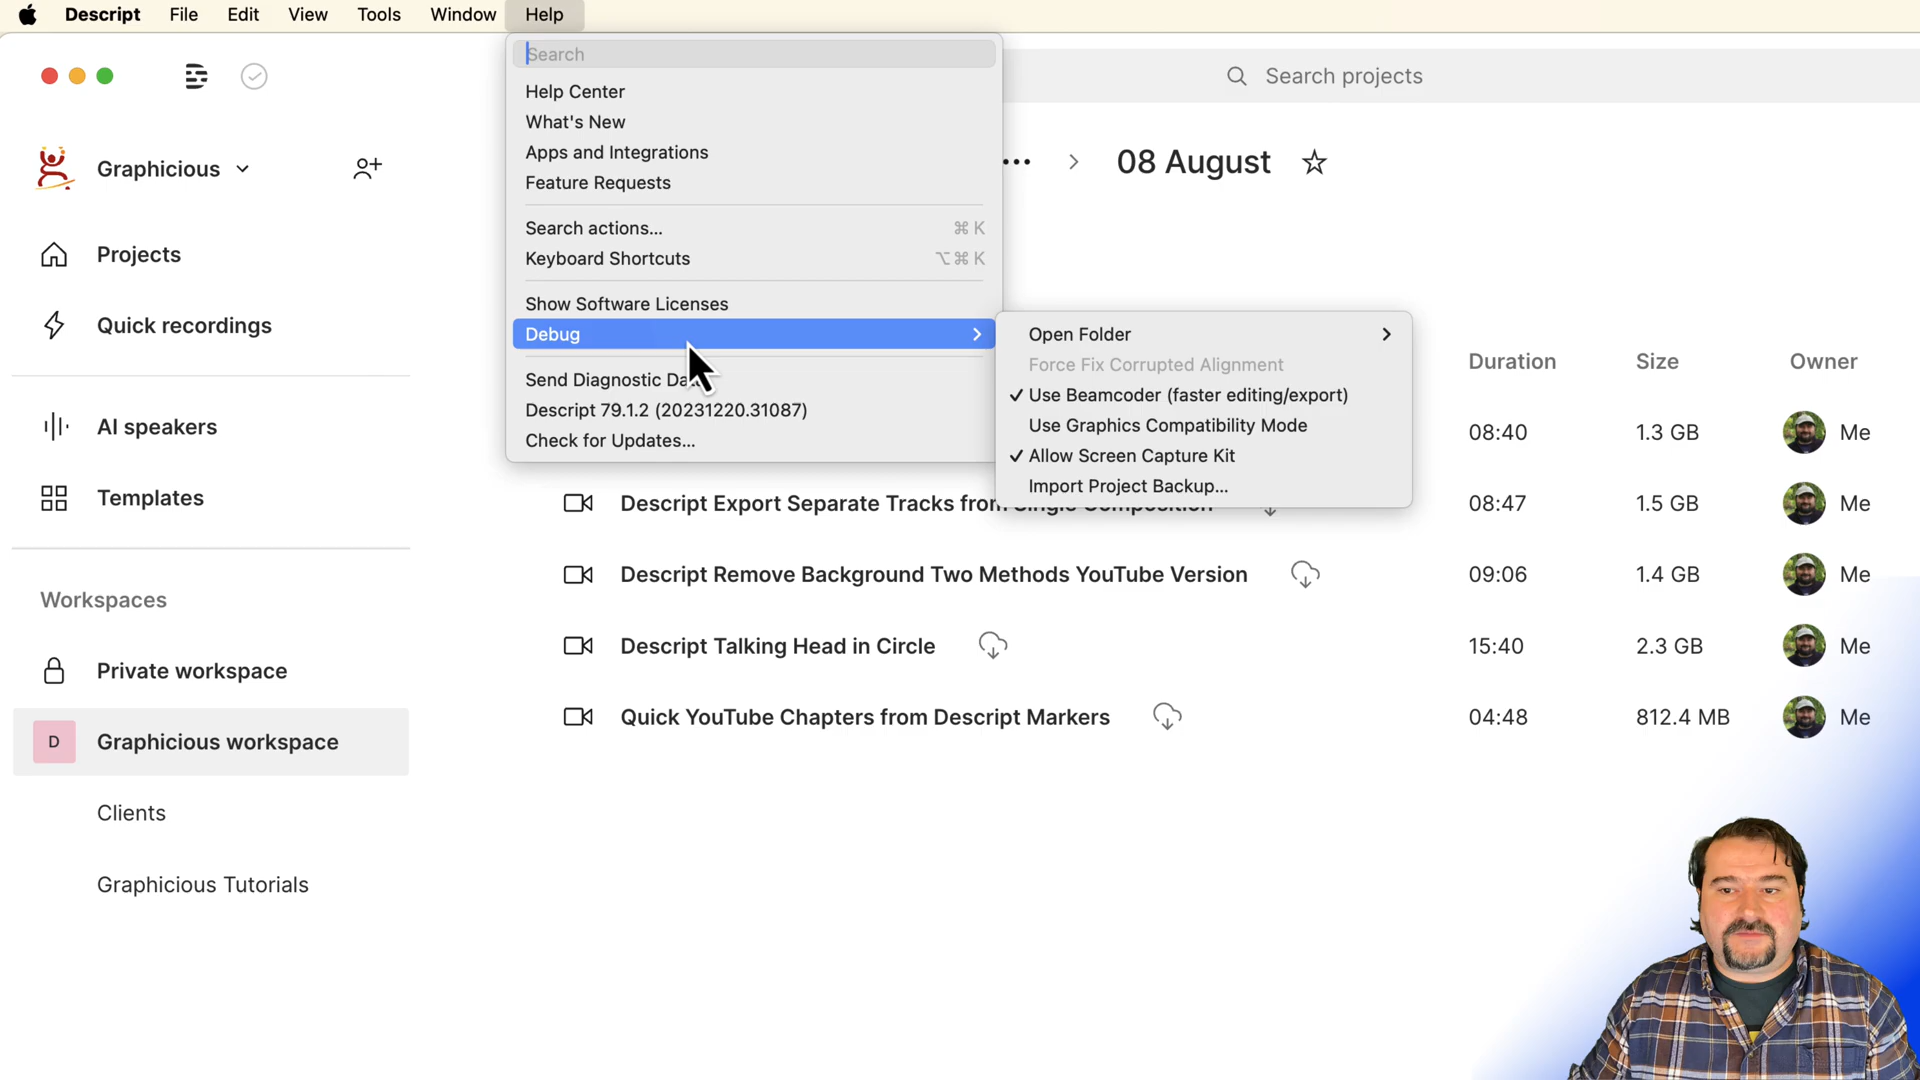 Descript File Edit View Tools Window Help
Search
Help Center
What's New
Apps and Integrations
Feature Requests
Search actions... ⌘ K
Keyboard Shortcuts ⌥ ⌘ K
Show Software Licenses
Debug
Send Diagnostic
Descript 79.1.2 (20231220.31087)
Check for Updates...
Open Folder
Force Fix Corrupted Alignment
✓ Use Beamcoder (faster editing/export)
Use Graphics Compatibility Mode
✓ Allow Screen Capture Kit
Import Project Backup...
Search projects
... > 08 August
Graphicious
Projects
Quick recordings
AI speakers
Templates
Workspaces
Private workspace
D Graphicious workspace
Clients
Graphicious Tutorials
Duration Size Owner
08:40 1.3 GB Me
Descript Export Separate Tracks from Single Composition 08:47 1.5 GB Me
Descript Remove Background Two Methods YouTube Version 09:06 1.4 GB Me
Descript Talking Head in Circle 15:40 2.3 GB Me
Quick YouTube Chapters from Descript Markers 04:48 812.4 MB Me